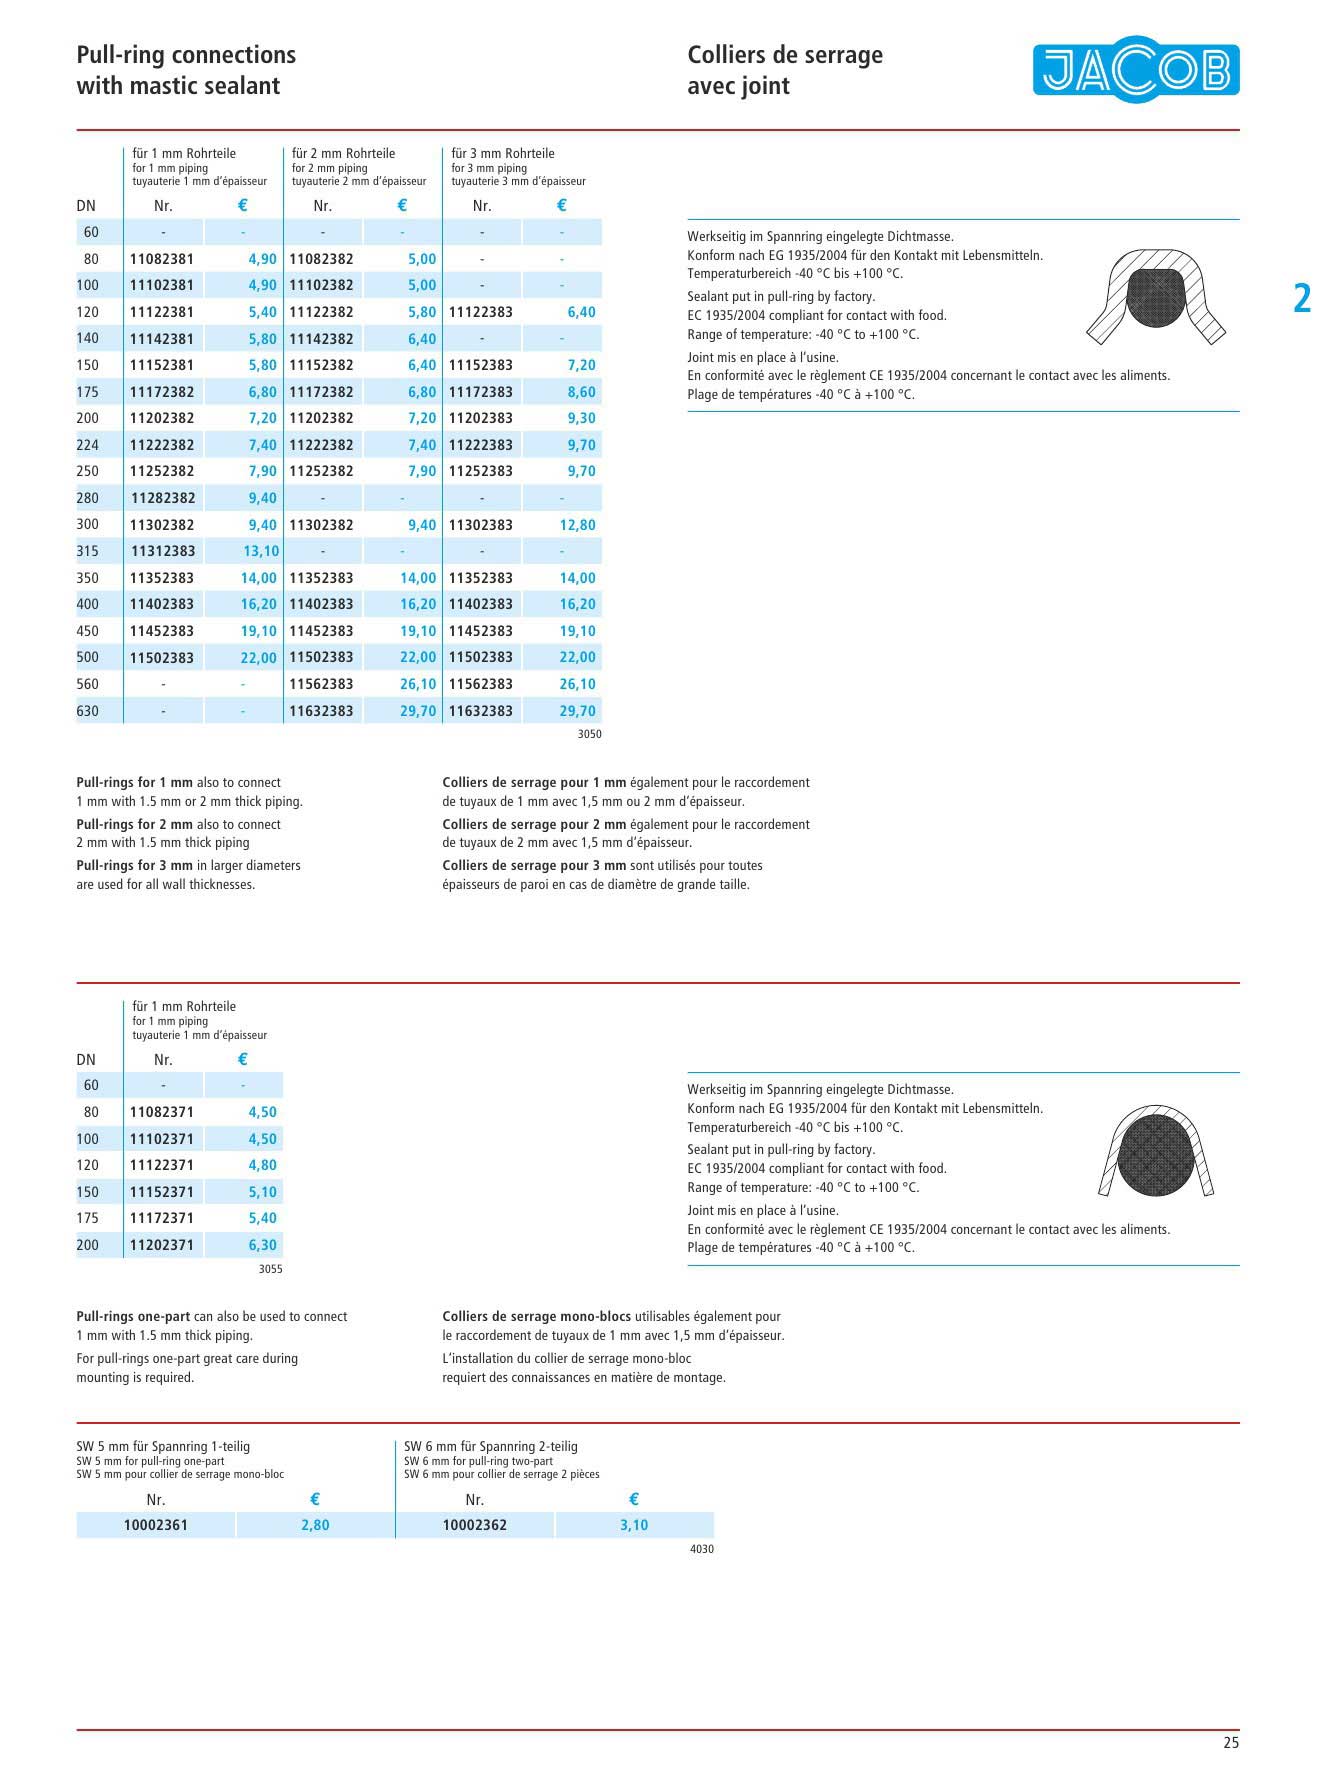 Pull-ring connections
with mastic sealant
Colliers de serrage
avec joint
JACOB
für 1 mm Rohrteile für 2 mm Rohrteile für 3 mm Rohrteile
for 1 mm piping for 2 mm piping for 3 mm piping
tuyauterie 1 mm d’épaisseur tuyauterie 2 mm d’épaisseur tuyauterie 3 mm d’épaisseur
DN Nr. € Nr. € Nr. €
60 - - - - - -
80 11082381 4,90 11082382 5,00 - -
100 11102381 4,90 11102382 5,00 - -
120 11122381 5,40 11122382 5,80 11122383 6,40
140 11142381 5,80 11142382 6,40 - -
150 11152381 5,80 11152382 6,40 11152383 7,20
175 11172382 6,80 11172382 6,80 11172383 8,60
200 11202382 7,20 11202382 7,20 11202383 9,30
224 11222382 7,40 11222382 7,40 11222383 9,70
250 11252382 7,90 11252382 7,90 11252383 9,70
280 11282382 9,40 - - - -
300 11302382 9,40 11302382 9,40 11302383 12,80
315 11312383 13,10 - - - -
350 11352383 14,00 11352383 14,00 11352383 14,00
400 11402383 16,20 11402383 16,20 11402383 16,20
450 11452383 19,10 11452383 19,10 11452383 19,10
500 11502383 22,00 11502383 22,00 11502383 22,00
560 - - 11562383 26,10 11562383 26,10
630 - - 11632383 29,70 11632383 29,70
3050
Werkseitig im Spannring eingelegte Dichtmasse.
Konform nach EG 1935/2004 für den Kontakt mit Lebensmitteln.
Temperaturbereich -40 °C bis +100 °C.
Sealant put in pull-ring by factory.
EC 1935/2004 compliant for contact with food.
Range of temperature: -40 °C to +100 °C.
Joint mis en place à l’usine.
En conformité avec le règlement CE 1935/2004 concernant le contact avec les aliments.
Plage de températures -40 °C à +100 °C.
2
Pull-rings for 1 mm also to connect
1 mm with 1.5 mm or 2 mm thick piping.
Pull-rings for 2 mm also to connect
2 mm with 1.5 mm thick piping
Pull-rings for 3 mm in larger diameters
are used for all wall thicknesses.
Colliers de serrage pour 1 mm également pour le raccordement
de tuyaux de 1 mm avec 1,5 mm ou 2 mm d’épaisseur.
Colliers de serrage pour 2 mm également pour le raccordement
de tuyaux de 2 mm avec 1,5 mm d’épaisseur.
Colliers de serrage pour 3 mm sont utilisés pour toutes
épaisseurs de paroi en cas de diamètre de grande taille.
für 1 mm Rohrteile
for 1 mm piping
tuyauterie 1 mm d’épaisseur
DN Nr. €
60 - -
80 11082371 4,50
100 11102371 4,50
120 11122371 4,80
150 11152371 5,10
175 11172371 5,40
200 11202371 6,30
3055
Werkseitig im Spannring eingelegte Dichtmasse.
Konform nach EG 1935/2004 für den Kontakt mit Lebensmitteln.
Temperaturbereich -40 °C bis +100 °C.
Sealant put in pull-ring by factory.
EC 1935/2004 compliant for contact with food.
Range of temperature: -40 °C to +100 °C.
Joint mis en place à l’usine.
En conformité avec le règlement CE 1935/2004 concernant le contact avec les aliments.
Plage de températures -40 °C à +100 °C.
Pull-rings one-part can also be used to connect
1 mm with 1.5 mm thick piping.
For pull-rings one-part great care during
mounting is required.
Colliers de serrage mono-blocs utilisables également pour
le raccordement de tuyaux de 1 mm avec 1,5 mm d’épaisseur.
L’installation du collier de serrage mono-bloc
requiert des connaissances en matière de montage.
SW 5 mm für Spannring 1-teilig SW 6 mm für Spannring 2-teilig
SW 5 mm for pull-ring one-part SW 6 mm for pull-ring two-part
SW 5 mm pour collier de serrage mono-bloc SW 6 mm pour collier de serrage 2 pièces
Nr. € Nr. €
10002361 2,80 10002362 3,10
4030
25